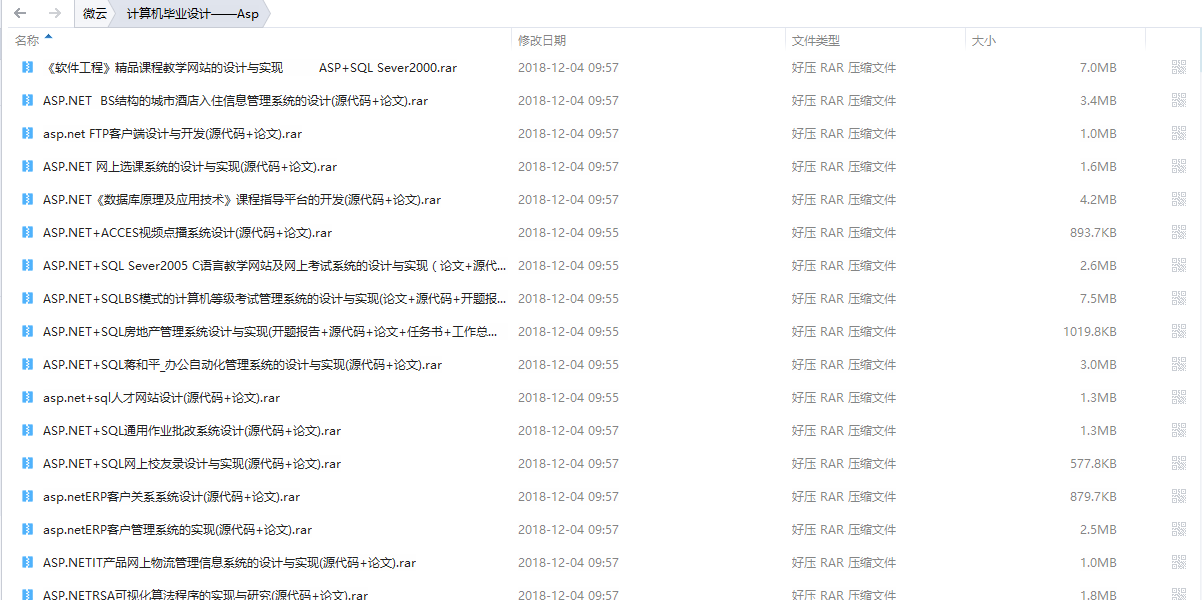 微云 计算机毕业设计——Asp
名称 修改日期 文件类型 大小
《软件工程》精品课程教学网站的设计与实现 ASP+SQL Sever2000.rar 2018-12-04 09:57 好压 RAR 压缩文件 7.0MB
ASP.NET BS结构的城市酒店入住信息管理系统的设计(源代码+论文).rar 2018-12-04 09:57 好压 RAR 压缩文件 3.4MB
asp.net FTP客户端设计与开发(源代码+论文).rar 2018-12-04 09:57 好压 RAR 压缩文件 1.0MB
ASP.NET 网上选课系统的设计与实现(源代码+论文).rar 2018-12-04 09:57 好压 RAR 压缩文件 1.6MB
ASP.NET《数据库原理及应用技术》课程指导平台的开发(源代码+论文).rar 2018-12-04 09:57 好压 RAR 压缩文件 4.2MB
ASP.NET+ACCES视频点播系统设计(源代码+论文).rar 2018-12-04 09:55 好压 RAR 压缩文件 893.7KB
ASP.NET+SQL Sever2005 C语言教学网站及网上考试系统的设计与实现（论文+源代... 2018-12-04 09:55 好压 RAR 压缩文件 2.6MB
ASP.NET+SQLBS模式的计算机等级考试管理系统的设计与实现(论文+源代码+开题报... 2018-12-04 09:55 好压 RAR 压缩文件 7.5MB
ASP.NET+SQL房地产管理系统设计与实现(开题报告+源代码+论文+任务书+工作总... 2018-12-04 09:55 好压 RAR 压缩文件 1019.8KB
ASP.NET+SQL蒋和平_办公自动化管理系统的设计与实现(源代码+论文).rar 2018-12-04 09:55 好压 RAR 压缩文件 3.0MB
asp.net+sql人才网站设计(源代码+论文).rar 2018-12-04 09:55 好压 RAR 压缩文件 1.3MB
ASP.NET+SQL通用作业批改系统设计(源代码+论文).rar 2018-12-04 09:57 好压 RAR 压缩文件 1.3MB
ASP.NET+SQL网上校友录设计与实现(源代码+论文).rar 2018-12-04 09:57 好压 RAR 压缩文件 577.8KB
asp.netERP客户关系系统设计(源代码+论文).rar 2018-12-04 09:57 好压 RAR 压缩文件 879.7KB
asp.netERP客户管理系统的实现(源代码+论文).rar 2018-12-04 09:57 好压 RAR 压缩文件 2.5MB
ASP.NETIT产品网上物流管理信息系统的设计与实现(源代码+论文).rar 2018-12-04 09:57 好压 RAR 压缩文件 1.0MB
ASP.NETRSA可视化算法程序的实现与研究(源代码+论文).rar 2018-12-04 09:57 好压 RAR 压缩文件 1.8MB